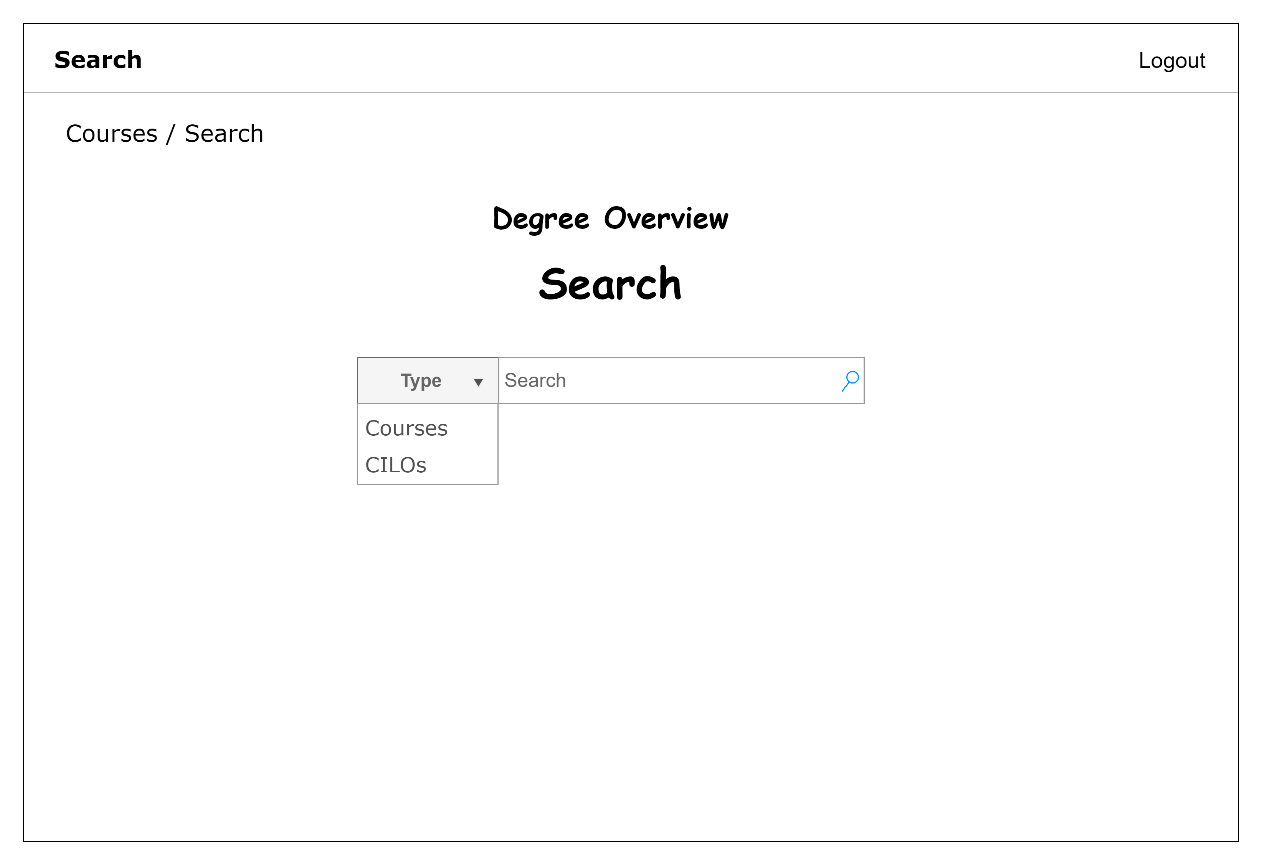 Search
Logout
Courses / Search
Degree Overview
Search
Type
Search
Courses
CILOs